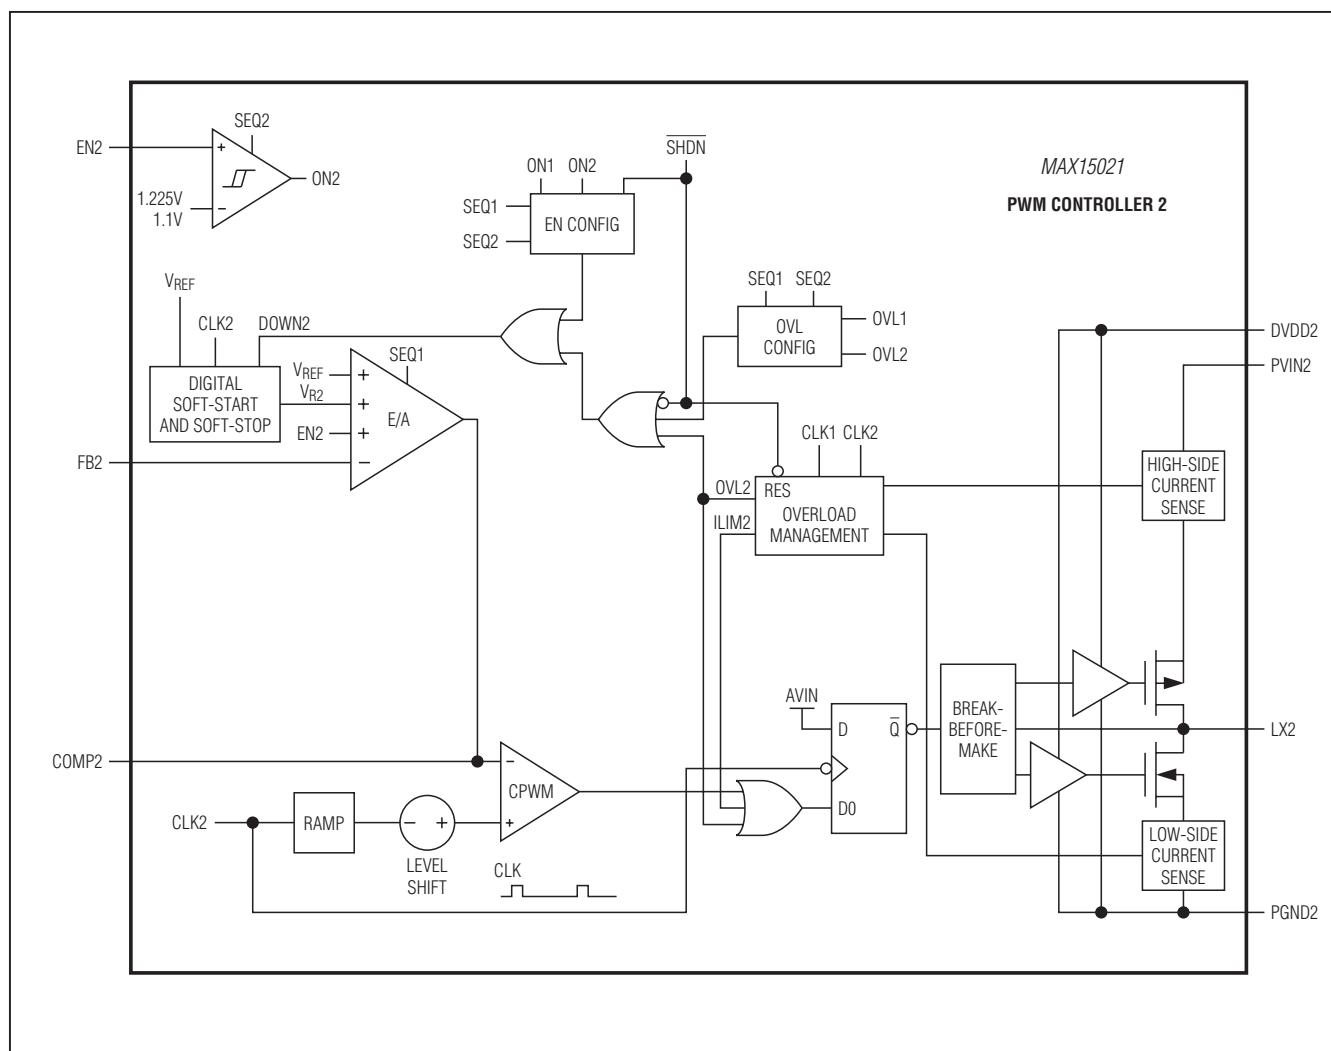 SEQ2
EN2
+
ON2
1.225V
1.1V
−
SHDN
ON1 ON2
SEQ1
SEQ2
EN CONFIG
MAX15021
PWM CONTROLLER 2
VREF
CLK2
DOWN2
DIGITAL
SOFT-START
AND SOFT-STOP
SEQ1
VREF
+
VR2
+
E/A
EN2
+
FB2
−
SEQ1 SEQ2
OVL
CONFIG
OVL1
OVL2
DVDD2
PVIN2
CLK1 CLK2
OVL2
RES
ILIM2
OVERLOAD
MANAGEMENT
HIGH-SIDE
CURRENT
SENSE
AVIN
D
Q
D0
BREAK-
BEFORE-
MAKE
LX2
COMP2
−
CPWM
+
CLK2
RAMP
− +
LEVEL
SHIFT
CLK
LOW-SIDE
CURRENT
SENSE
PGND2